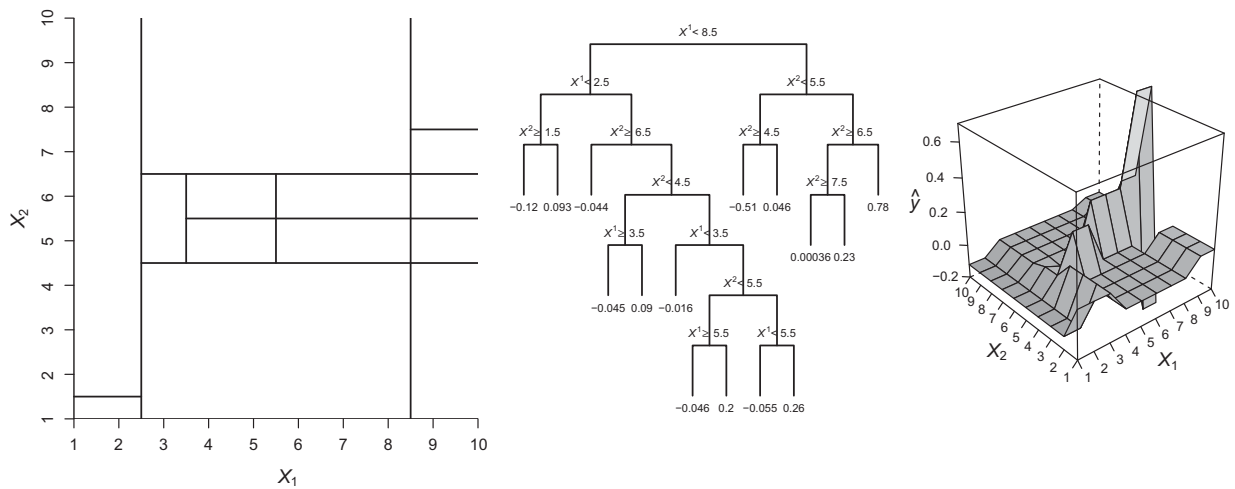 10
9
8
7
6
5
4
3
2
1
X2
1 2 3 4 5 6 7 8 9 10
X1
X¹< 8.5
X¹< 2.5
X²< 5.5
X²≥ 1.5
X²≥ 6.5
X²≥ 4.5
X²≥ 6.5
−0.12 0.093 −0.044
X²< 4.5
−0.51 0.046
X²≥ 7.5
0.78
X¹≥ 3.5
X¹< 3.5
0.00036 0.23
−0.045 0.09 −0.016
X²< 5.5
X¹≥ 5.5
X¹< 5.5
−0.046 0.2 −0.055 0.26
0.6
0.4
0.2
0.0
−0.2
ŷ
10 9 8 7 6 5 4 3 2 1
X2
1 2 3 4 5 6 7 8 9 10
X1